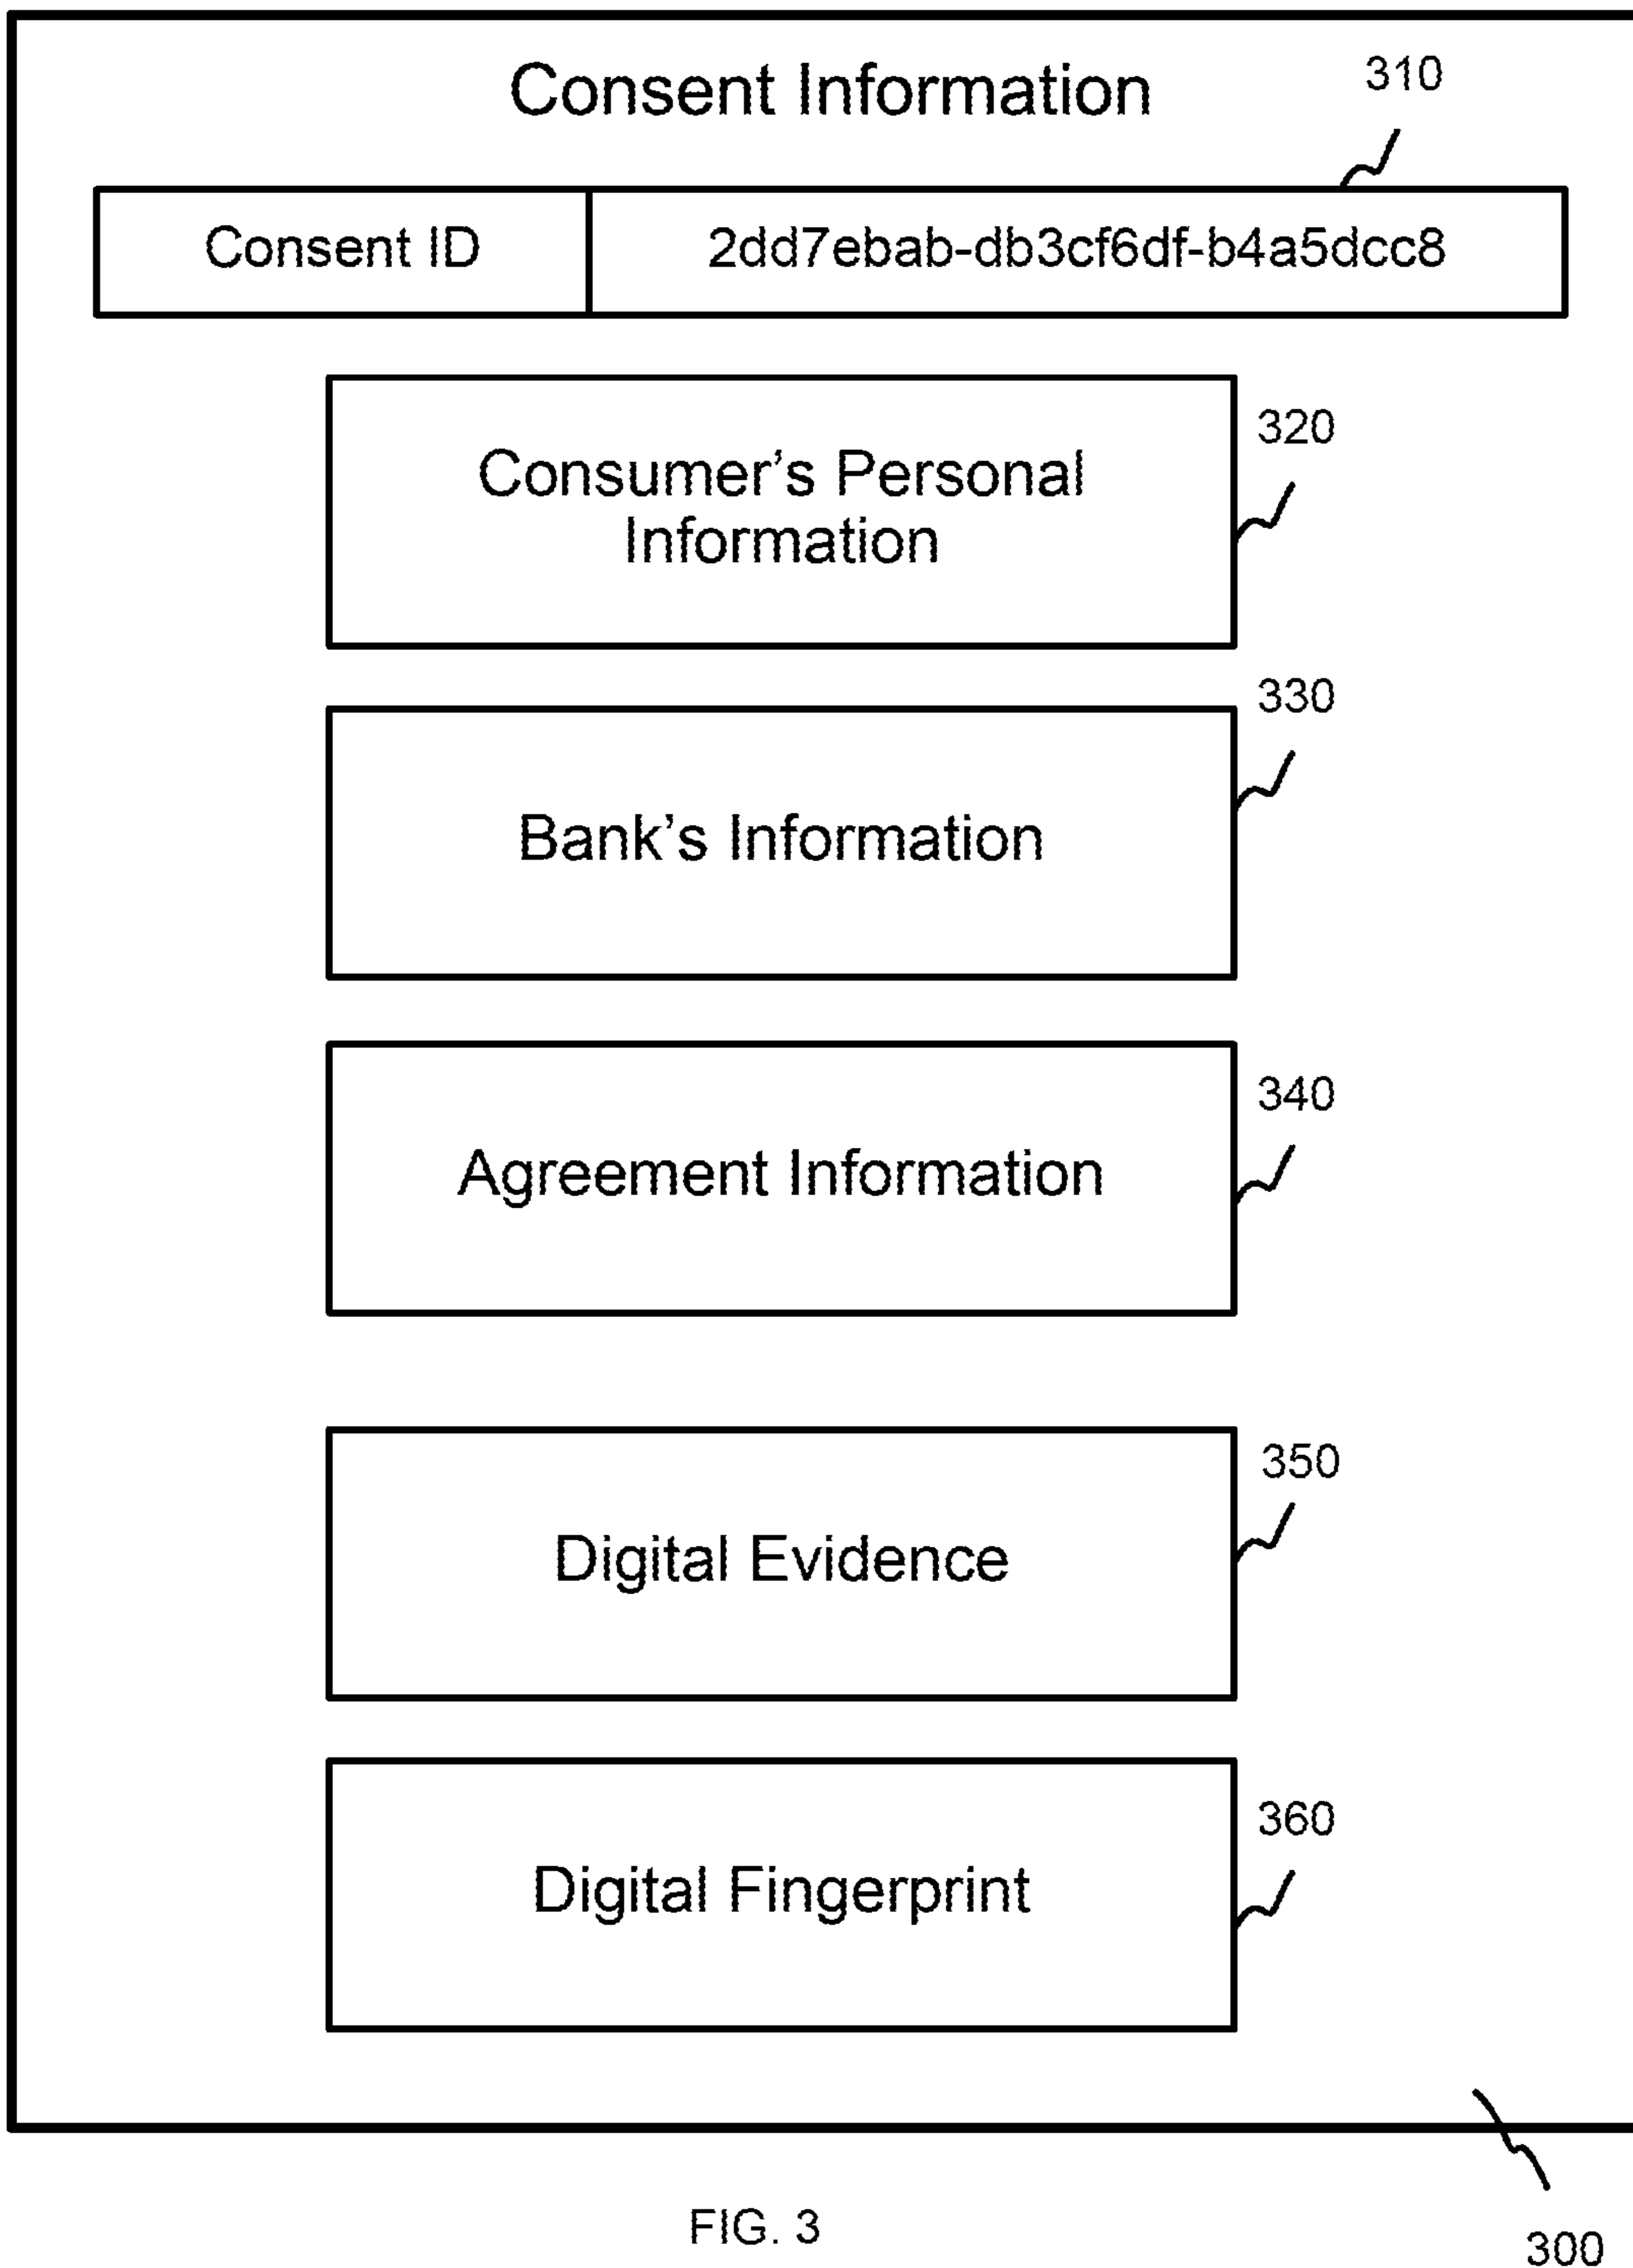 Consent Information
310
Consent ID
2dd7ebab-db3cf6df-b4a5dcc8
320
Consumer’s Personal
Information
330
Bank’s Information
340
Agreement Information
350
Digital Evidence
360
Digital Fingerprint
FIG. 3
300